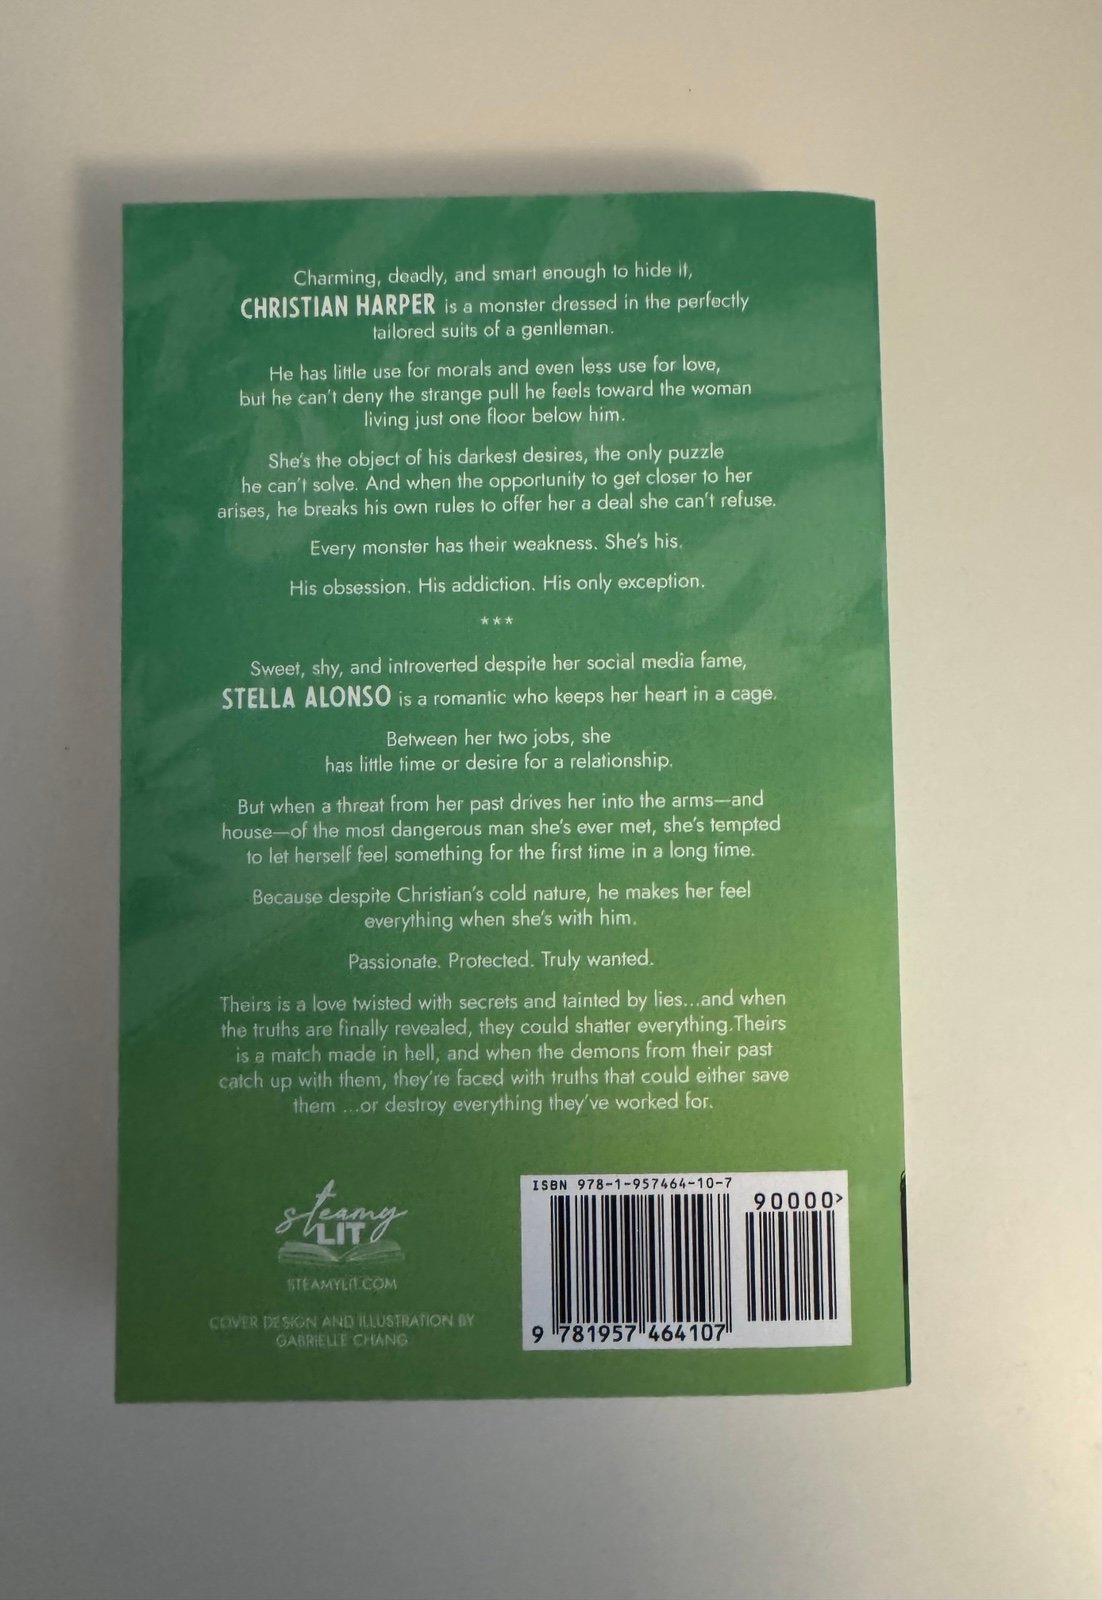 Charming, deadly, and smart enough to hide it,
CHRISTIAN HARPER is a monster dressed in the perfectly
tailored suits of a gentleman.
He has little use for morals and even less use for love,
but he can't deny the strange pull he feels toward the woman
living just one floor below him.
She's the object of his darkest desires, the only puzzle
he can't solve. And when the opportunity to get closer to her
arises, he breaks his own rules to offer her a deal she can't refuse.
Every monster has their weakness. She's his.
His obsession. His addiction. His only exception.
***
Sweet, shy, and introverted despite her social media fame,
STELLA ALONSO is a romantic who keeps her heart in a cage.
Between her two jobs, she
has little time or desire for a relationship.
But when a threat from her past drives her into the arms—and
house—of the most dangerous man she's ever met, she's tempted
to let herself feel something for the first time in a long time.
Because despite Christian's cold nature, he makes her feel
everything when she's with him.
Passionate. Protected. Truly wanted.
Theirs is a love twisted with secrets and tainted by lies...and when
the truths are finally revealed, they could shatter everything.Theirs
is a match made in hell, and when the demons from their past
catch up with them, they're faced with truths that could either save
them ...or destroy everything they've worked for.
steamy
LIT
STEAMYLIT.COM
COVER DESIGN AND ILLUSTRATION BY
GABRIELLE CHANG
ISBN 978-1-957464-10-7
90000>
9 781957 464107